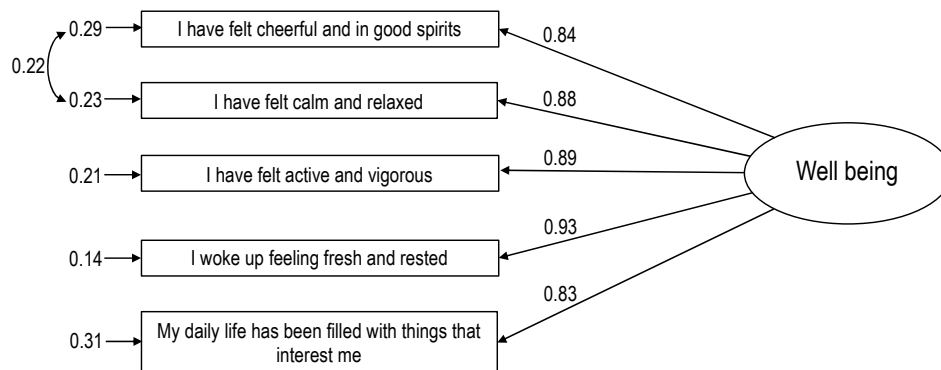 0.29
I have felt cheerful and in good spirits
0.84
0.22
0.23
I have felt calm and relaxed
0.88
0.21
I have felt active and vigorous
0.89
Well being
0.14
I woke up feeling fresh and rested
0.93
0.31
My daily life has been filled with things that
interest me
0.83